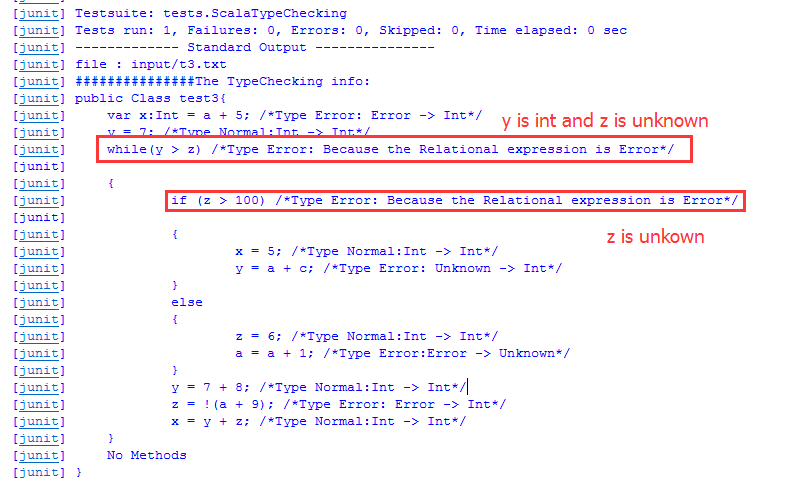 [junit] Testsuite: tests.ScalaTypeChecking
[junit] Tests run: 1, Failures: 0, Errors: 0, Skipped: 0, Time elapsed: 0 sec
[junit] ------------- Standard Output ---------------
[junit] file : input/t3.txt
[junit] ###############The TypeChecking info:
[junit] public Class test3{
[junit]     var x:Int = a + 5; /*Type Error: Error -> Int*/
y is int and z is unknown
[junit]     y = 7; /*Type Normal:Int -> Int*/
[junit]     while(y > z) /*Type Error: Because the Relational expression is Error*/
[junit]
[junit]     {
[junit]             if (z > 100) /*Type Error: Because the Relational expression is Error*/
[junit]
[junit]             {
z is unkown
[junit]                     x = 5; /*Type Normal:Int -> Int*/
[junit]                     y = a + c; /*Type Error: Unknown -> Int*/
[junit]             }
[junit]             else
[junit]             {
[junit]                     z = 6; /*Type Normal:Int -> Int*/
[junit]                     a = a + 1; /*Type Error:Error -> Unknown*/
[junit]             }
[junit]             y = 7 + 8; /*Type Normal:Int -> Int*/
[junit]             z = !(a + 9); /*Type Error: Error -> Int*/
[junit]             x = y + z; /*Type Normal:Int -> Int*/
[junit]     }
[junit]     No Methods
[junit] }